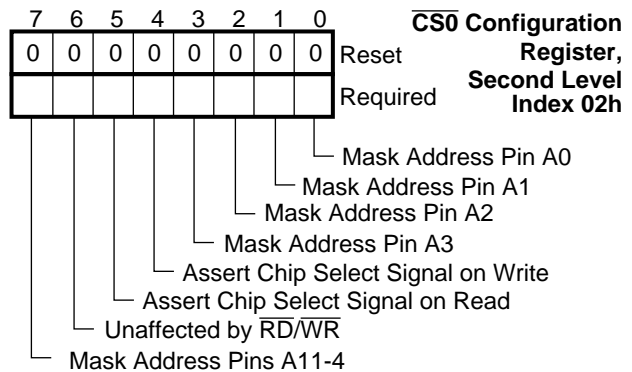 7 6 5 4 3 2 1 0
CS0 Configuration
Register,
Second Level
Index 02h
0 0 0 0 0 0 0 0 Reset
Required
Mask Address Pin A0
Mask Address Pin A1
Mask Address Pin A2
Mask Address Pin A3
Assert Chip Select Signal on Write
Assert Chip Select Signal on Read
Unaffected by RD/WR
Mask Address Pins A11-4